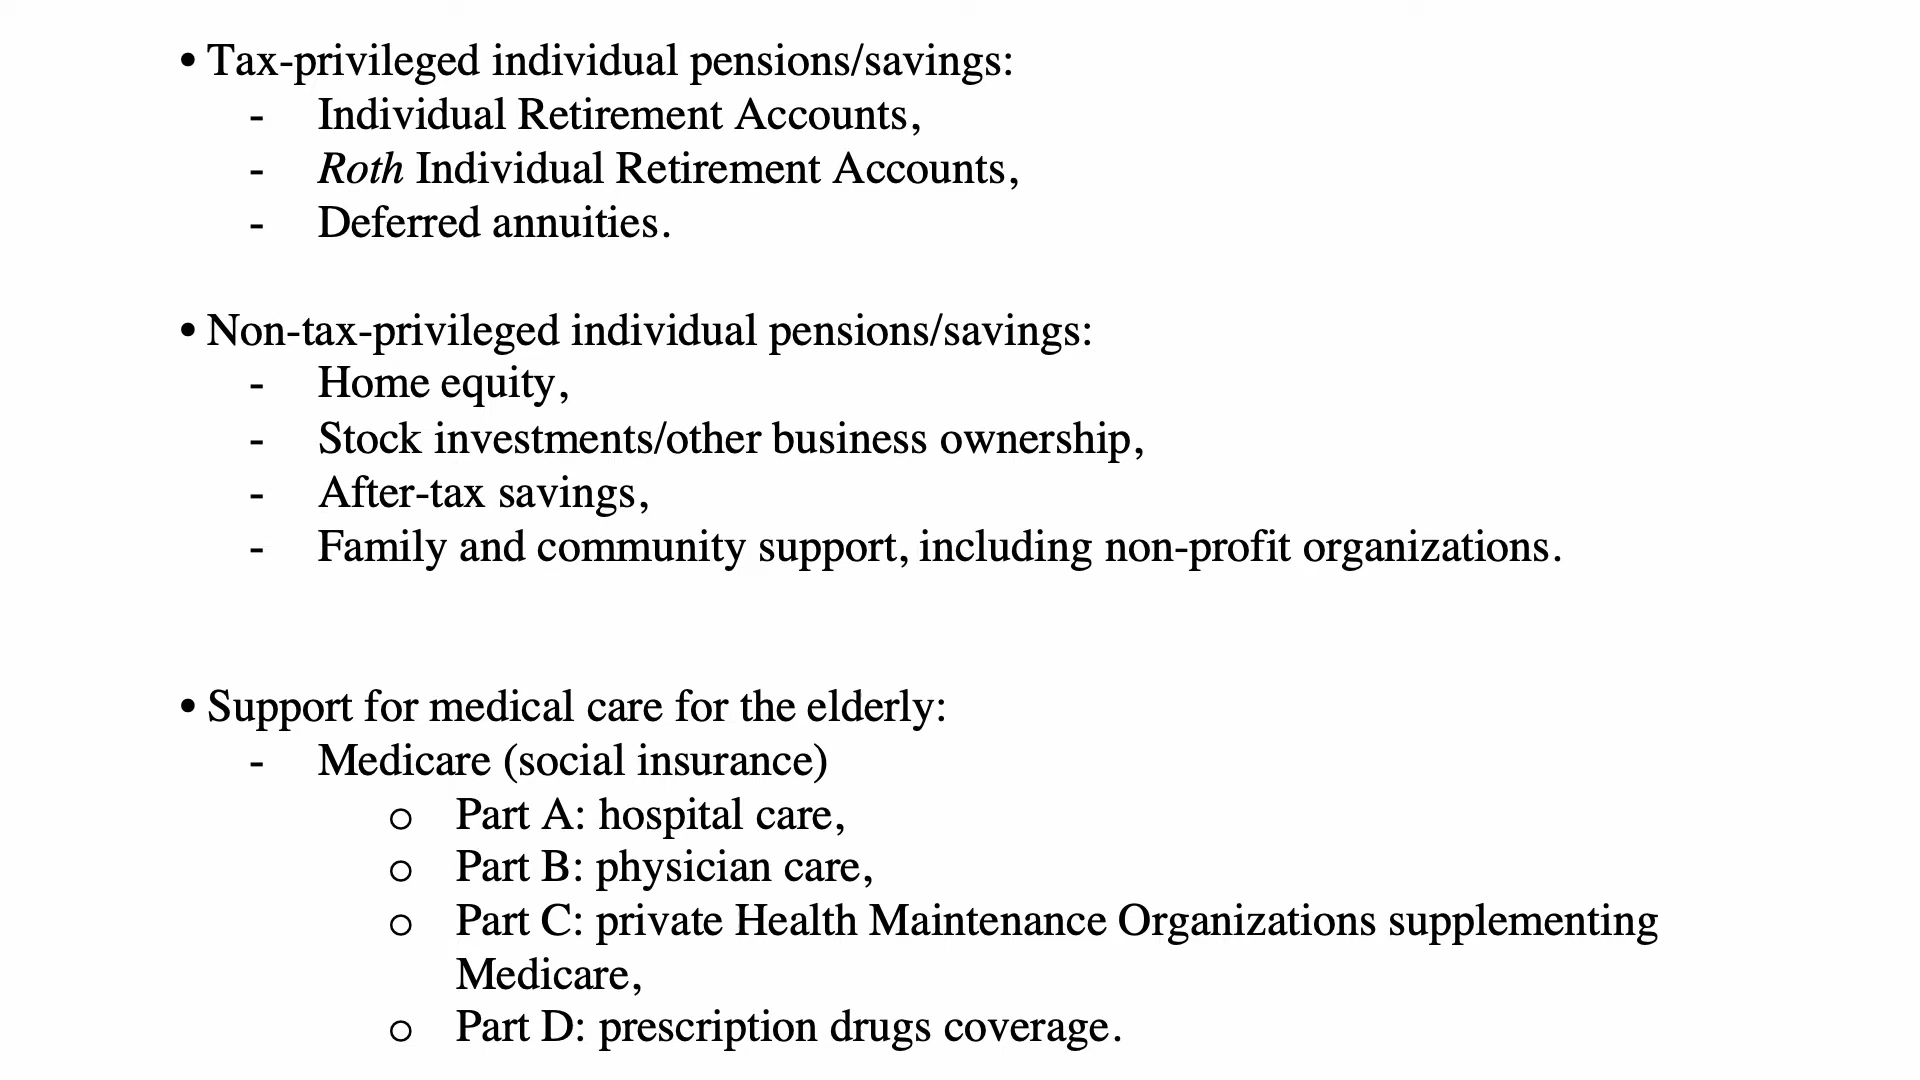 • Tax-privileged individual pensions/savings:
- Individual Retirement Accounts,
- Roth Individual Retirement Accounts,
- Deferred annuities.
• Non-tax-privileged individual pensions/savings:
- Home equity,
- Stock investments/other business ownership,
- After-tax savings,
- Family and community support, including non-profit organizations.
• Support for medical care for the elderly:
- Medicare (social insurance)
o Part A: hospital care,
o Part B: physician care,
o Part C: private Health Maintenance Organizations supplementing
Medicare,
o Part D: prescription drugs coverage.